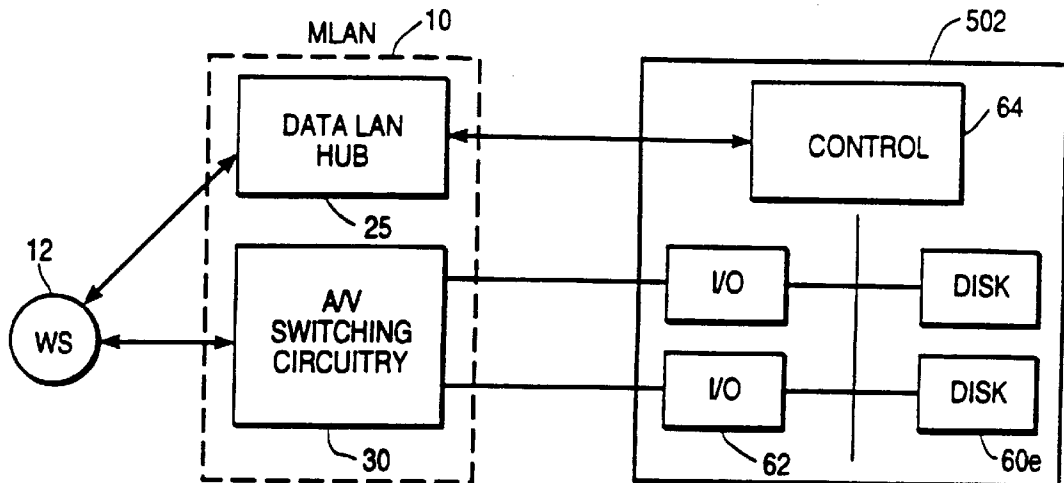 MLAN
10
502
DATA LAN
HUB
25
CONTROL
64
12
WS
A/V
SWITCHING
CIRCUITRY
30
I/O
DISK
I/O
62
DISK
60e